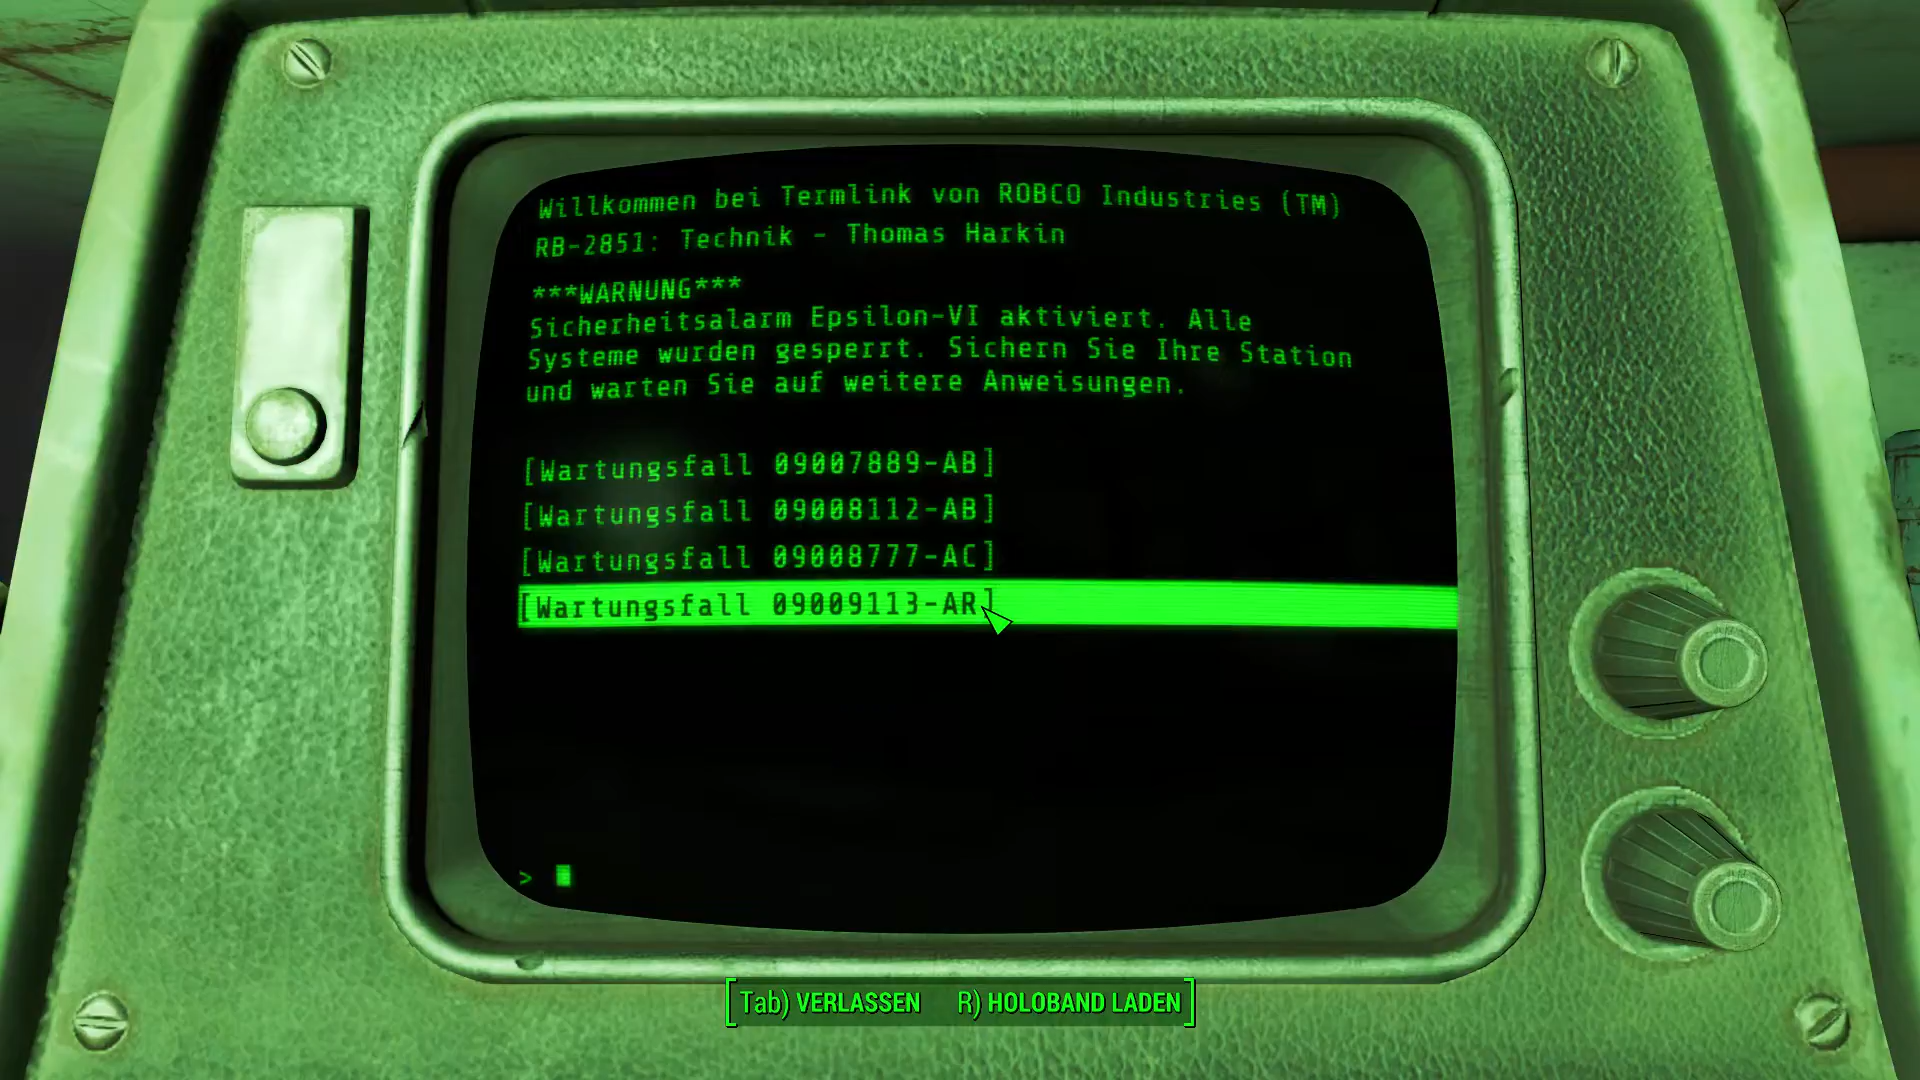 Willkommen bei Termlink von ROBCO Industries (TM)
RB-2851: Technik - Thomas Harkin
***WARNUNG***
Sicherheitsalarm Epsilon-VI aktiviert. Alle
Systeme wurden gesperrt. Sichern Sie Ihre Station
und warten Sie auf weitere Anweisungen.
[Wartungsfall 09007889-AB]
[Wartungsfall 09008112-AB]
[Wartungsfall 09008777-AC]
[Wartungsfall 09009113-AR]
>
[Tab) VERLASSEN R) HOLOBAND LADEN]